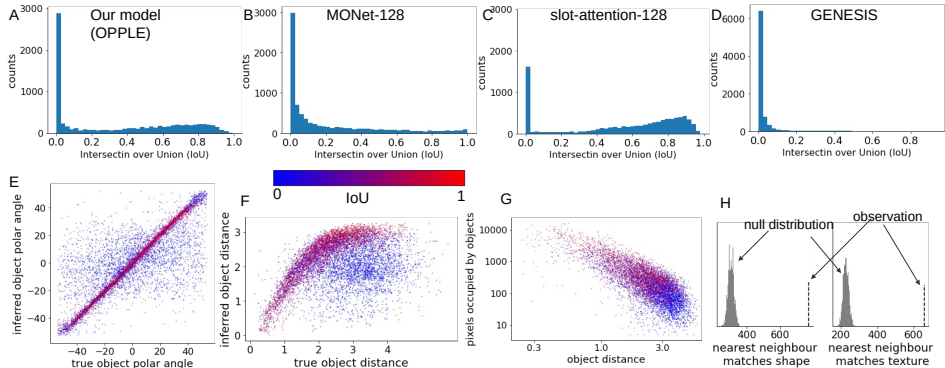 A
Our model
(OPPLE)
3000
2000
1000
0
counts
0.0 0.2 0.4 0.6 0.8 1.0
Intersectin over Union (IoU)
B
MONet-128
3000
2000
1000
0
counts
0.0 0.2 0.4 0.6 0.8 1.0
Intersectin over Union (IoU)
C
slot-attention-128
3000
2000
1000
0
counts
0.0 0.2 0.4 0.6 0.8 1.0
Intersectin over Union (IoU)
D
GENESIS
6000
4000
2000
0
counts
0.0 0.2 0.4 0.6 0.8
Intersectin over Union (IoU)
0 1
IoU
E
inferred object polar angle
40
20
0
−20
−40
−40 −20 0 20 40
true object polar angle
F
inferred object distance
3
2
1
0
0 1 2 3 4
true object distance
G
pixels occupied by objects
10000
1000
100
10
0.3 1.0 3.0
object distance
H
null distribution
observation
400 600
nearest neighbour
matches shape
200 400 600
nearest neighbour
matches texture